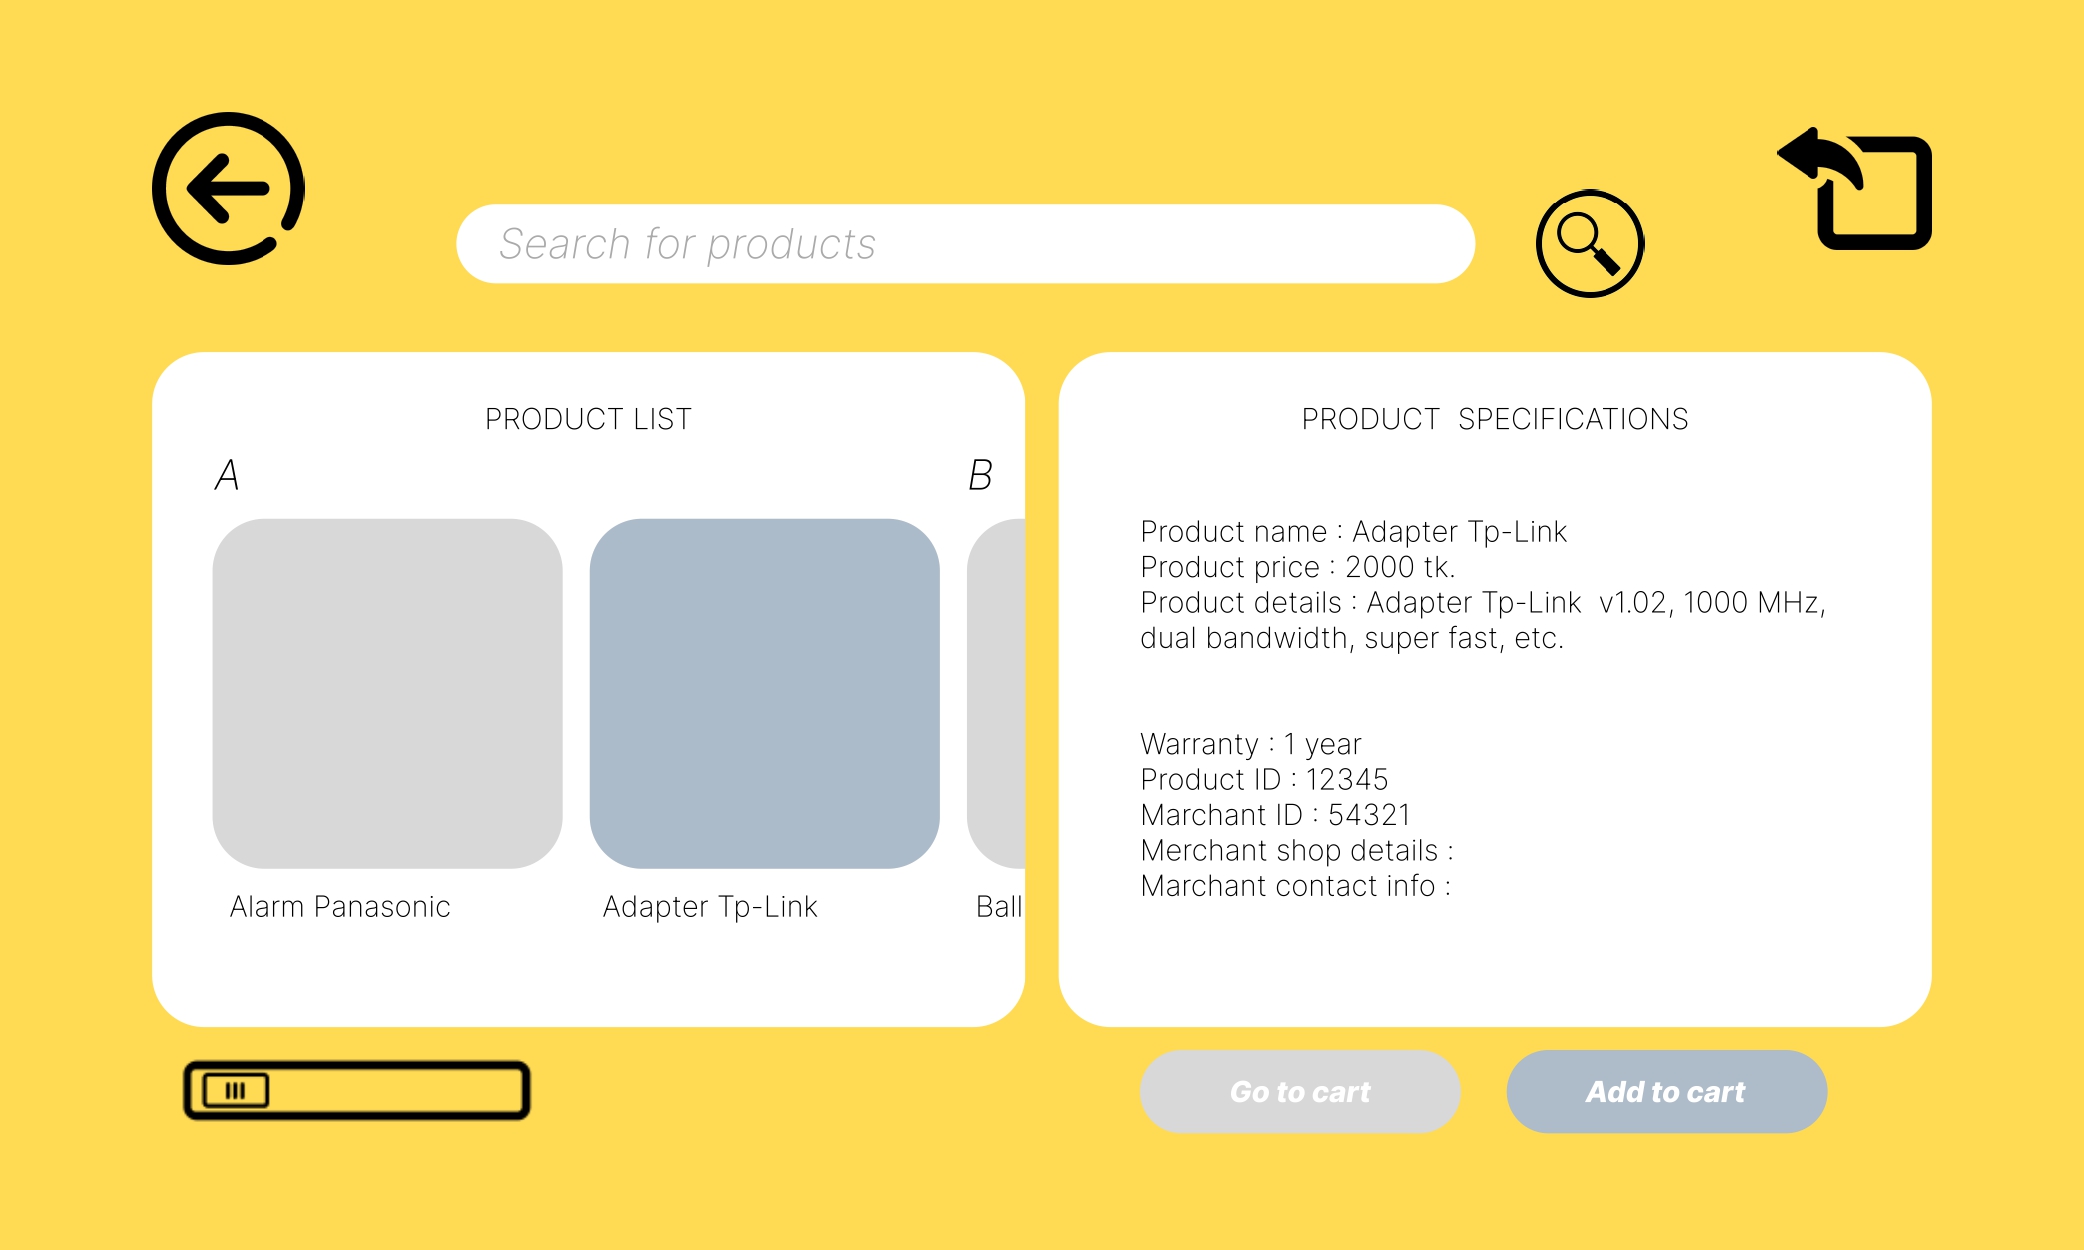 Search for products
PRODUCT LIST
A
B
Alarm Panasonic
Adapter Tp-Link
Ball
PRODUCT SPECIFICATIONS
Product name : Adapter Tp-Link
Product price : 2000 tk.
Product details : Adapter Tp-Link v1.02, 1000 MHz,
dual bandwidth, super fast, etc.
Warranty : 1 year
Product ID : 12345
Marchant ID : 54321
Merchant shop details :
Marchant contact info :
Go to cart
Add to cart